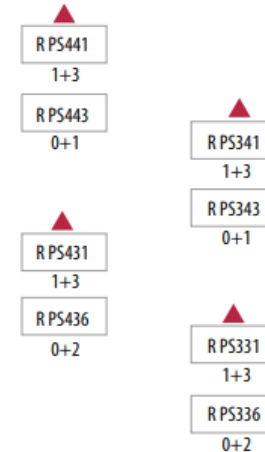 R PS441
1+3
R PS443
0+1
R PS341
1+3
R PS343
0+1
R PS431
1+3
R PS436
0+2
R PS331
1+3
R PS336
0+2